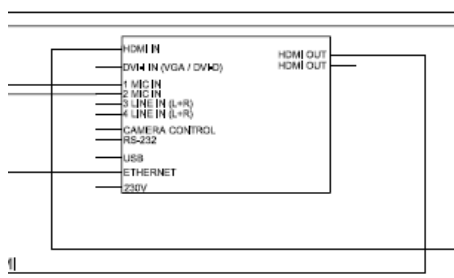 HDMI IN
DVI-I IN (VGA / DVI-D)
1 MIC IN
2 MIC IN
3 LINE IN (L+R)
4 LINE IN (L+R)
CAMERA CONTROL
RS-232
USB
ETHERNET
230V
HDMI OUT
HDMI OUT